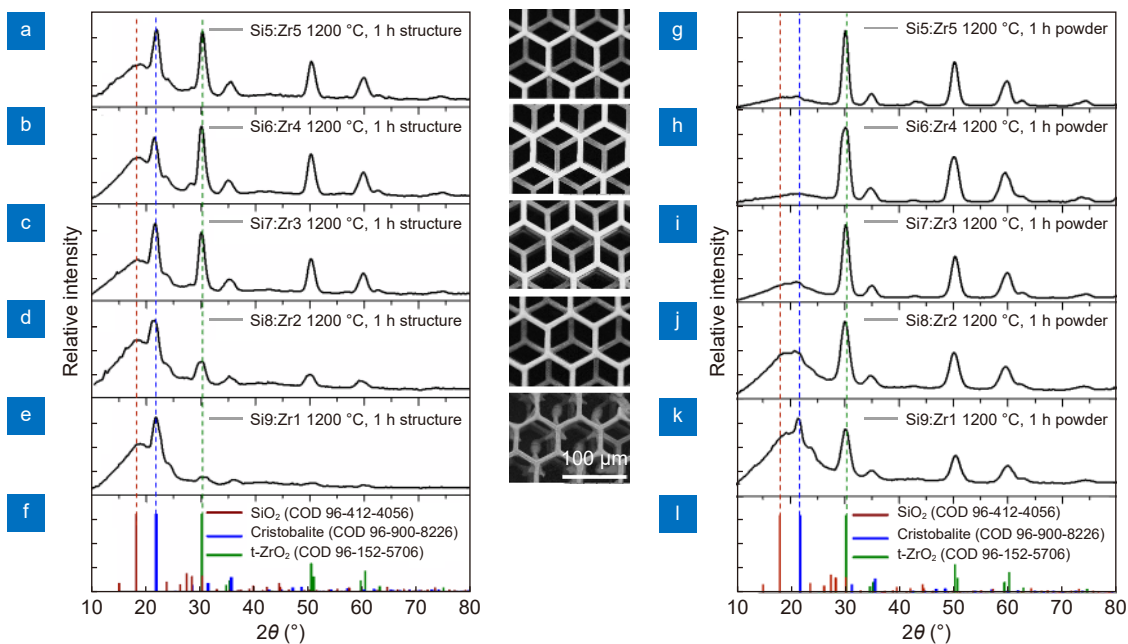 a
Si5:Zr5 1200 °C, 1 h structure
b
Si6:Zr4 1200 °C, 1 h structure
c
Si7:Zr3 1200 °C, 1 h structure
d
Si8:Zr2 1200 °C, 1 h structure
e
Si9:Zr1 1200 °C, 1 h structure
f
SiO₂ (COD 96-412-4056)
Cristobalite (COD 96-900-8226)
t-ZrO₂ (COD 96-152-5706)
Relative intensity
10 20 30 40 50 60 70 80
2θ (°)
100 μm
g
Si5:Zr5 1200 °C, 1 h powder
h
Si6:Zr4 1200 °C, 1 h powder
i
Si7:Zr3 1200 °C, 1 h powder
j
Si8:Zr2 1200 °C, 1 h powder
k
Si9:Zr1 1200 °C, 1 h powder
l
SiO₂ (COD 96-412-4056)
Cristobalite (COD 96-900-8226)
t-ZrO₂ (COD 96-152-5706)
Relative intensity
10 20 30 40 50 60 70 80
2θ (°)